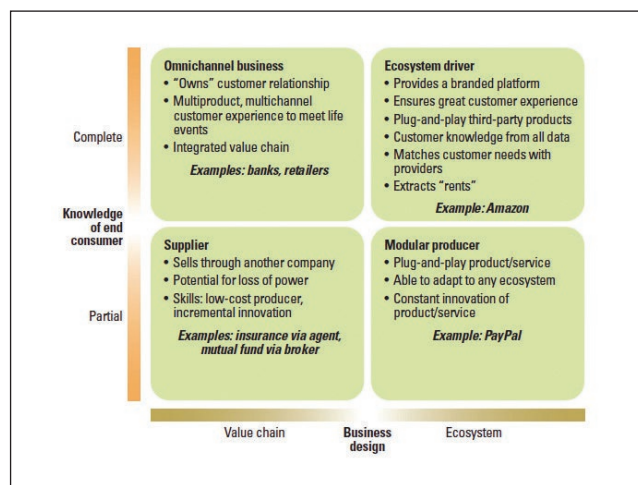 Omnichannel business
• "Owns" customer relationship
• Multiproduct, multichannel
customer experience to meet life
events
• Integrated value chain
Examples: banks, retailers
Ecosystem driver
• Provides a branded platform
• Ensures great customer experience
• Plug-and-play third-party products
• Customer knowledge from all data
• Matches customer needs with
providers
• Extracts "rents"
Example: Amazon
Complete
Knowledge
of end
consumer
Partial
Supplier
• Sells through another company
• Potential for loss of power
• Skills: low-cost producer,
incremental innovation
Examples: insurance via agent,
mutual fund via broker
Modular producer
• Plug-and-play product/service
• Able to adapt to any ecosystem
• Constant innovation of
product/service
Example: PayPal
Value chain
Business
design
Ecosystem